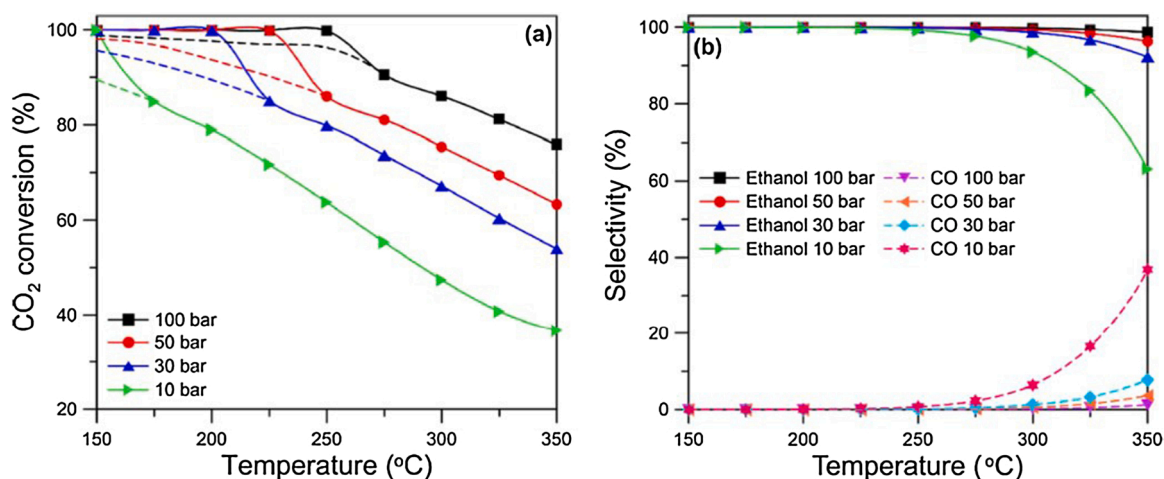 (a)
CO₂ conversion (%)
100
80
60
40
20
100 bar
50 bar
30 bar
10 bar
150 200 250 300 350
Temperature (°C)
(b)
Selectivity (%)
100
80
60
40
20
0
Ethanol 100 bar CO 100 bar
Ethanol 50 bar CO 50 bar
Ethanol 30 bar CO 30 bar
Ethanol 10 bar CO 10 bar
150 200 250 300 350
Temperature (°C)